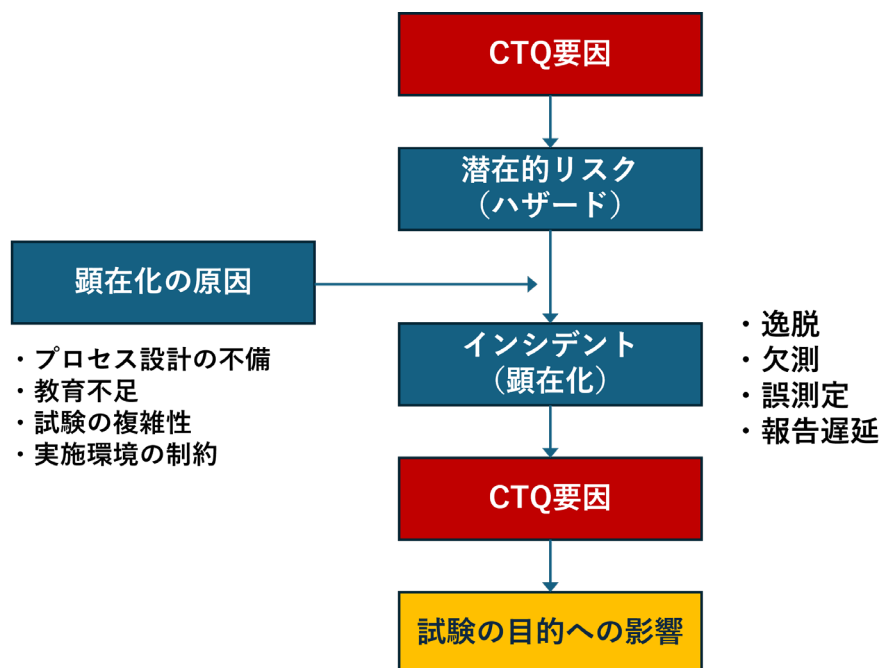 CTQ要因
潜在的リスク
（ハザード）
顕在化の原因
・プロセス設計の不備
・教育不足
・試験の複雑性
・実施環境の制約
インシデント
（顕在化）
・逸脱
・欠測
・誤測定
・報告遅延
CTQ要因
試験の目的への影響